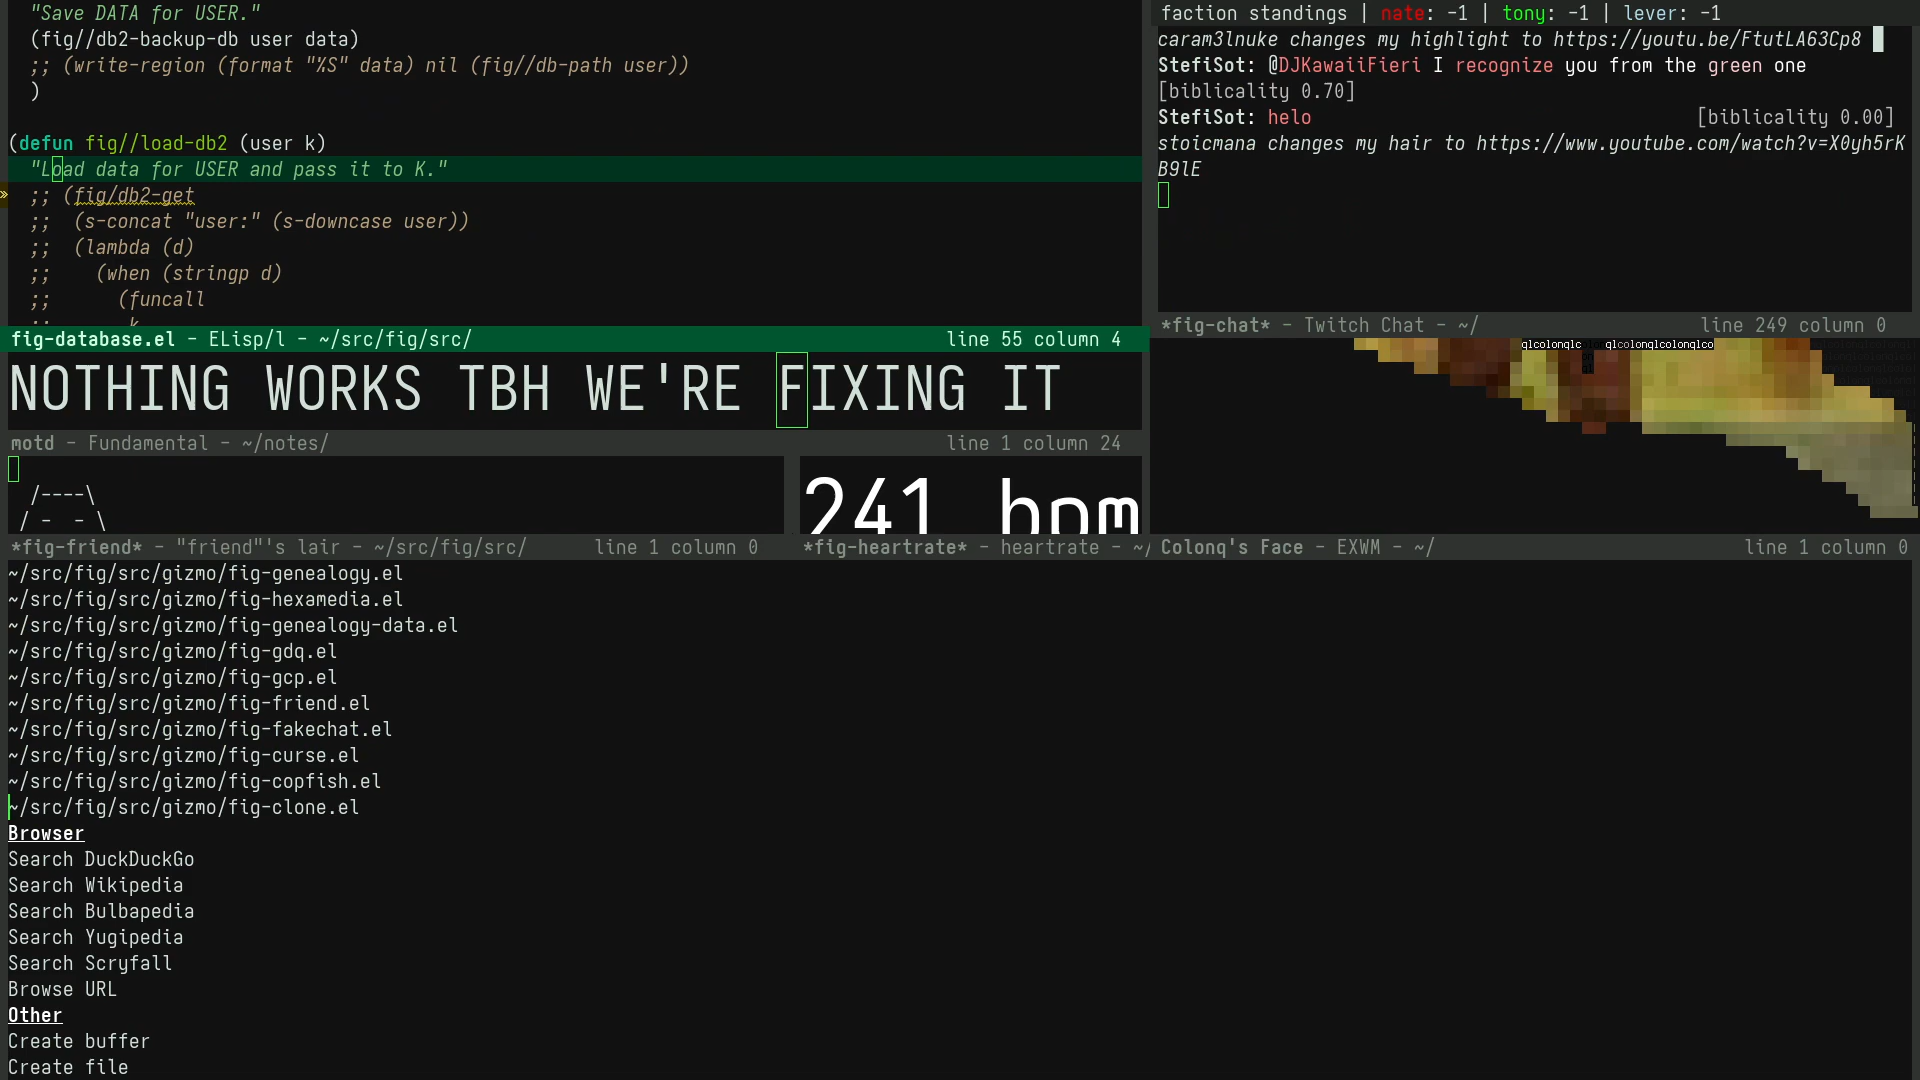 "Save DATA for USER."
(fig//db2-backup-db user data)
;; (write-region (format "%S" data) nil (fig//db-path user))
)
(defun fig//load-db2 (user k)
"Load data for USER and pass it to K."
;; (fig/db2-get
;; (s-concat "user:" (s-downcase user))
;; (lambda (d)
;; (when (stringp d)
;; (funcall
;; k
fig-database.el - ELisp/l - ~/src/fig/src/ line 55 column 4
NOTHING WORKS TBH WE'RE FIXING IT
motd - Fundamental - ~/notes/ line 1 column 24
/----\
/ -  - \
*fig-friend* - "friend"'s lair - ~/src/fig/src/ line 1 column 0
241 bpm
*fig-heartrate* - heartrate - ~/
faction standings | nate: -1 | tony: -1 | lever: -1
caram3lnuke changes my highlight to https://youtu.be/FtutLA63Cp8
StefiSot: @DJKawaiiFieri I recognize you from the green one
[biblicality 0.70]
StefiSot: helo [biblicality 0.00]
stoicmana changes my hair to https://www.youtube.com/watch?v=X0yh5rK
B9lE
*fig-chat* - Twitch Chat - ~/ line 249 column 0
qlcolonqlc qlcolonqlcolonqlco
Colonq's Face - EXWM - ~/ line 1 column 0
~/src/fig/src/gizmo/fig-genealogy.el
~/src/fig/src/gizmo/fig-hexamedia.el
~/src/fig/src/gizmo/fig-genealogy-data.el
~/src/fig/src/gizmo/fig-gdq.el
~/src/fig/src/gizmo/fig-gcp.el
~/src/fig/src/gizmo/fig-friend.el
~/src/fig/src/gizmo/fig-fakechat.el
~/src/fig/src/gizmo/fig-curse.el
~/src/fig/src/gizmo/fig-copfish.el
~/src/fig/src/gizmo/fig-clone.el
Browser
Search DuckDuckGo
Search Wikipedia
Search Bulbapedia
Search Yugipedia
Search Scryfall
Browse URL
Other
Create buffer
Create file